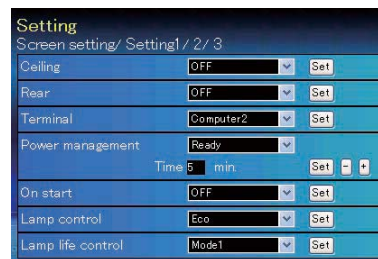 Setting
Screen setting/ Setting1/ 2/ 3
Ceiling OFF Set
Rear OFF Set
Terminal Computer2 Set
Power management Ready
Time 5 min. Set - +
On start OFF Set
Lamp control Eco Set
Lamp life control Mode1 Set